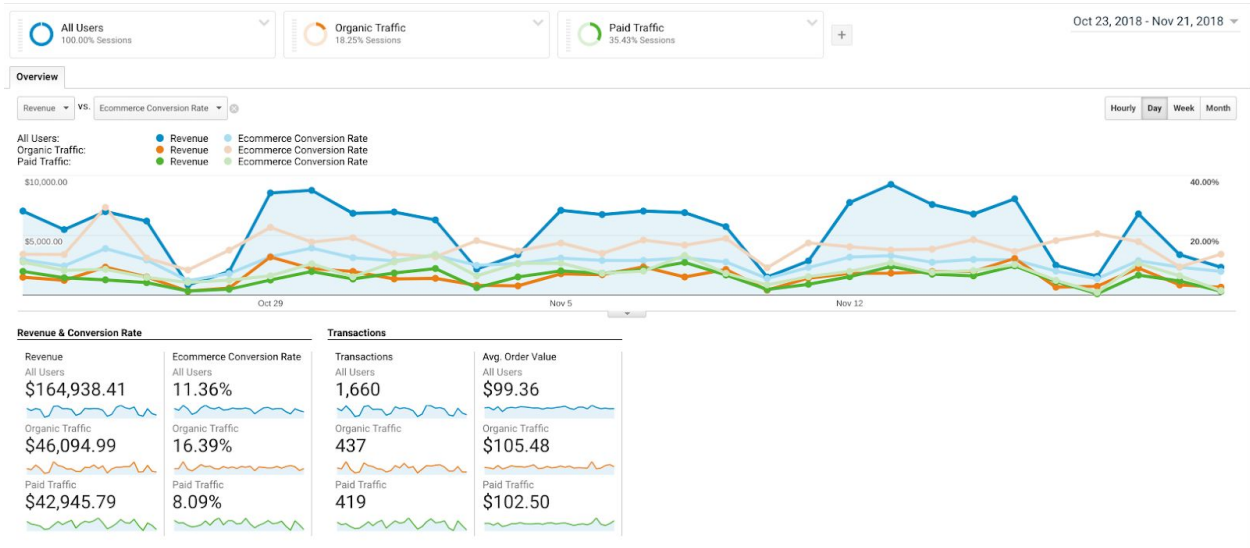 All Users
100.00% Sessions
Organic Traffic
18.25% Sessions
Paid Traffic
35.43% Sessions
+
Oct 23, 2018 - Nov 21, 2018
Overview
Revenue vs. Ecommerce Conversion Rate
Hourly Day Week Month
All Users: Revenue Ecommerce Conversion Rate
Organic Traffic: Revenue Ecommerce Conversion Rate
Paid Traffic: Revenue Ecommerce Conversion Rate
$10,000.00 40.00%
$5,000.00 20.00%
Oct 29 Nov 5 Nov 12
Revenue & Conversion Rate Transactions
Revenue Ecommerce Conversion Rate Transactions Avg. Order Value
All Users All Users All Users All Users
$164,938.41 11.36% 1,660 $99.36
Organic Traffic Organic Traffic Organic Traffic Organic Traffic
$46,094.99 16.39% 437 $105.48
Paid Traffic Paid Traffic Paid Traffic Paid Traffic
$42,945.79 8.09% 419 $102.50